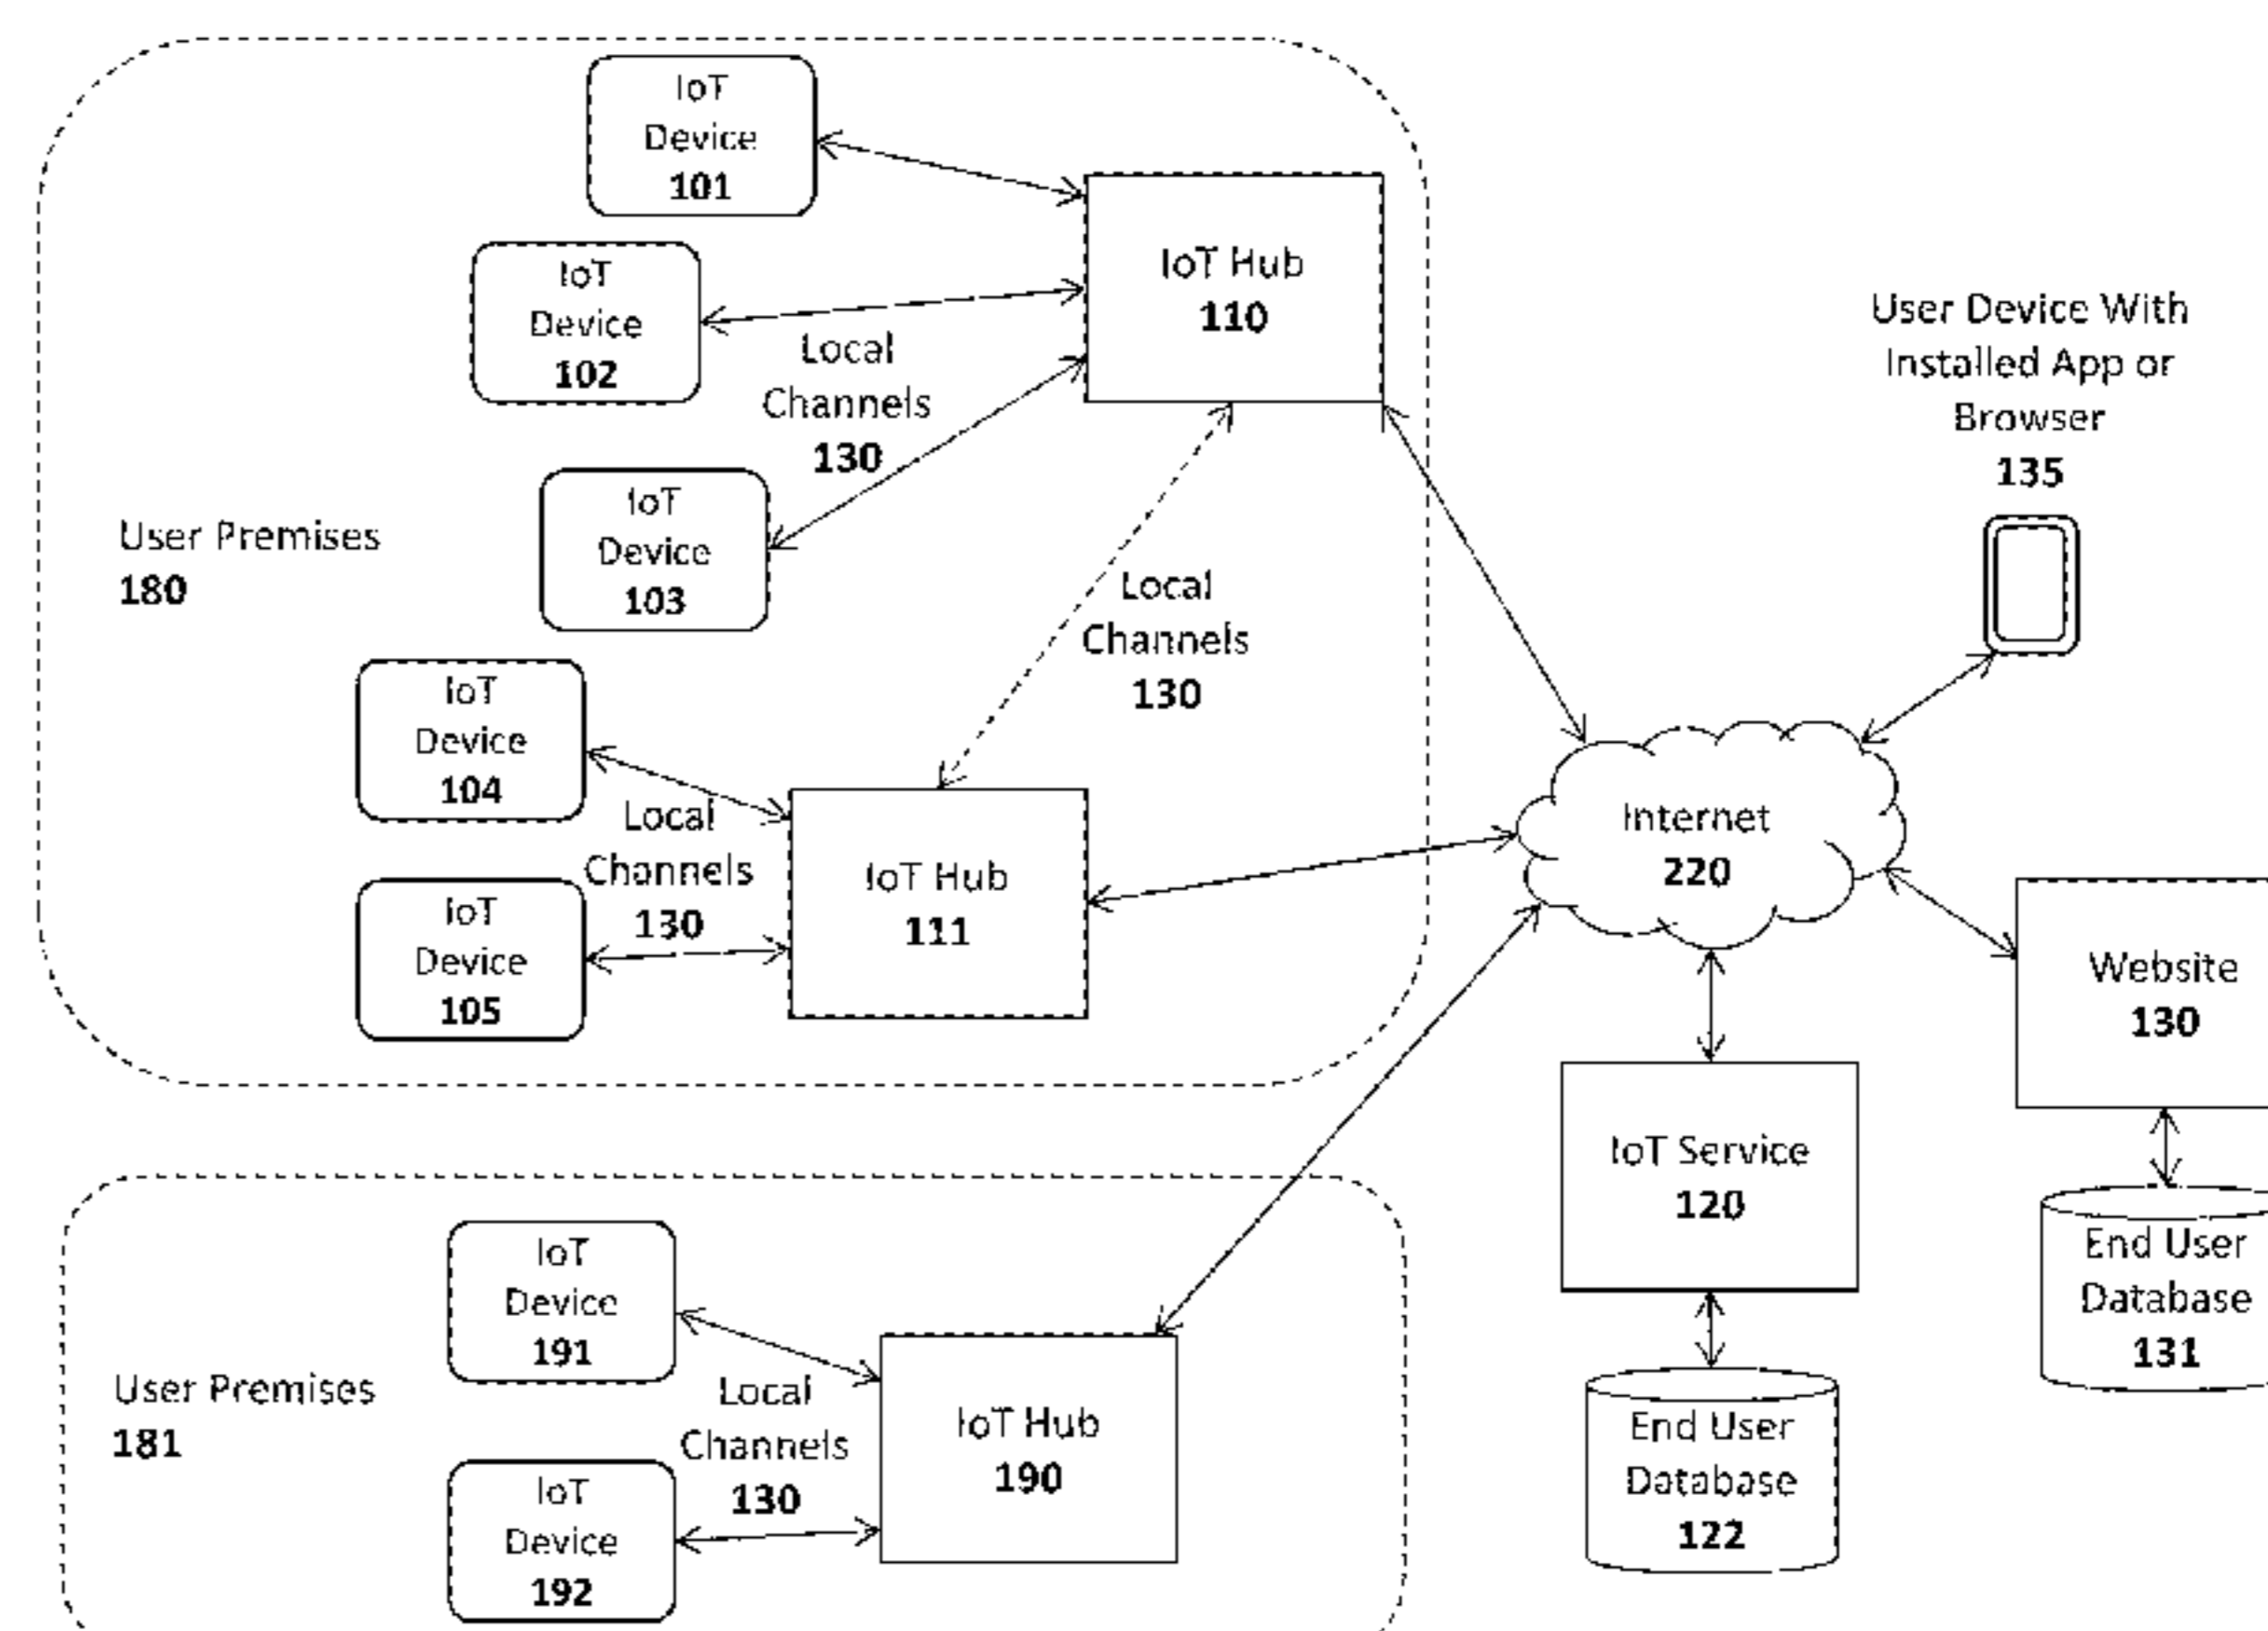 IoT
Device
101
IoT
Device
102
Local
Channels
130
IoT Hub
110
IoT
Device
103
User Premises
180
Local
Channels
130
IoT
Device
104
Local
Channels
130
IoT
Device
105
IoT Hub
111
User Device With
Installed App or
Browser
135
Internet
220
Website
130
IoT Service
120
End User
Database
131
End User
Database
122
User Premises
181
IoT
Device
191
Local
Channels
130
IoT
Device
192
IoT Hub
190